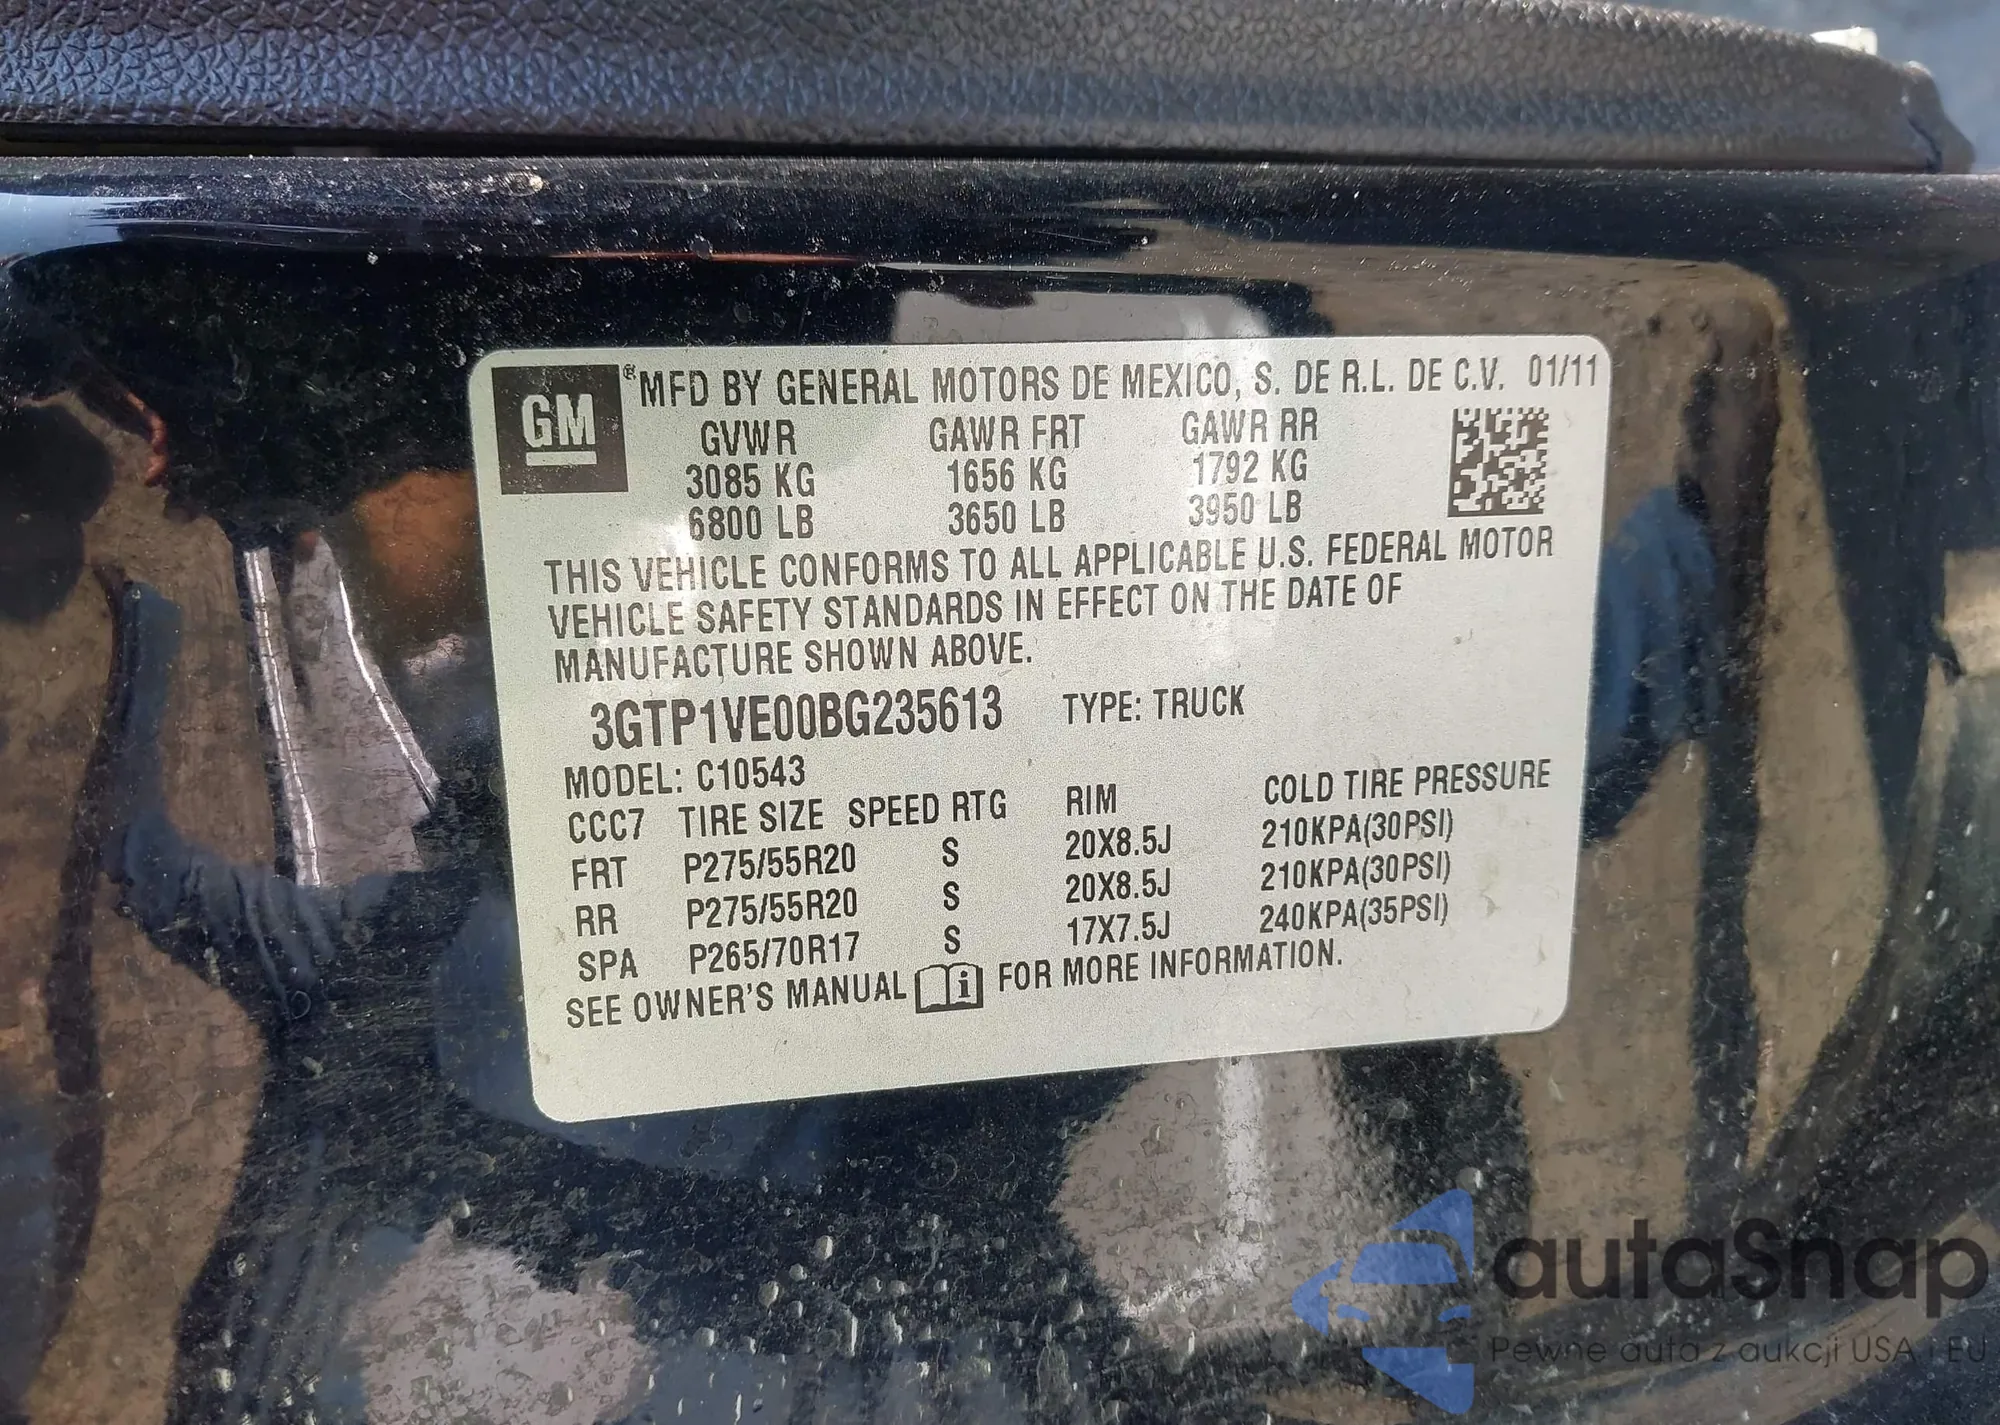 GM ® MFD BY GENERAL MOTORS DE MEXICO, S. DE R.L. DE C.V. 01/11
GVWR GAWR FRT GAWR RR
3085 KG 1656 KG 1792 KG
6800 LB 3650 LB 3950 LB
THIS VEHICLE CONFORMS TO ALL APPLICABLE U.S. FEDERAL MOTOR
VEHICLE SAFETY STANDARDS IN EFFECT ON THE DATE OF
MANUFACTURE SHOWN ABOVE.
3GTP1VE00BG235613 TYPE: TRUCK
MODEL: C10543
CCC7 TIRE SIZE SPEED RTG RIM COLD TIRE PRESSURE
FRT P275/55R20 S 20X8.5J 210KPA(30PSI)
RR P275/55R20 S 20X8.5J 210KPA(30PSI)
SPA P265/70R17 S 17X7.5J 240KPA(35PSI)
SEE OWNER'S MANUAL i FOR MORE INFORMATION.
autaSnap
Pewne auta z aukcji USA i EU